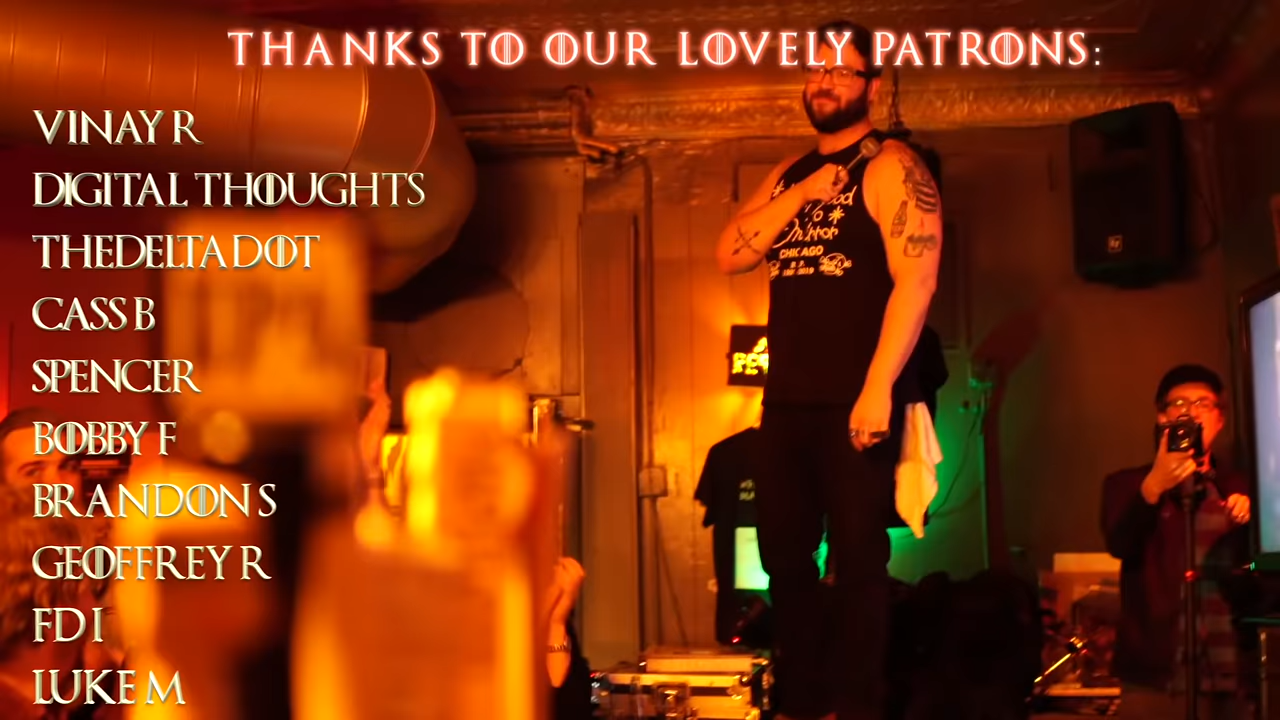 THANKS TO OUR LOVELY PATRONS:
VINAY R
DIGITAL THOUGHTS
THEDELTADOT
CASS B
SPENCER
BOBBY F
BRANDON S
GEOFFREY R
FD I
LUKE M
CHICAGO